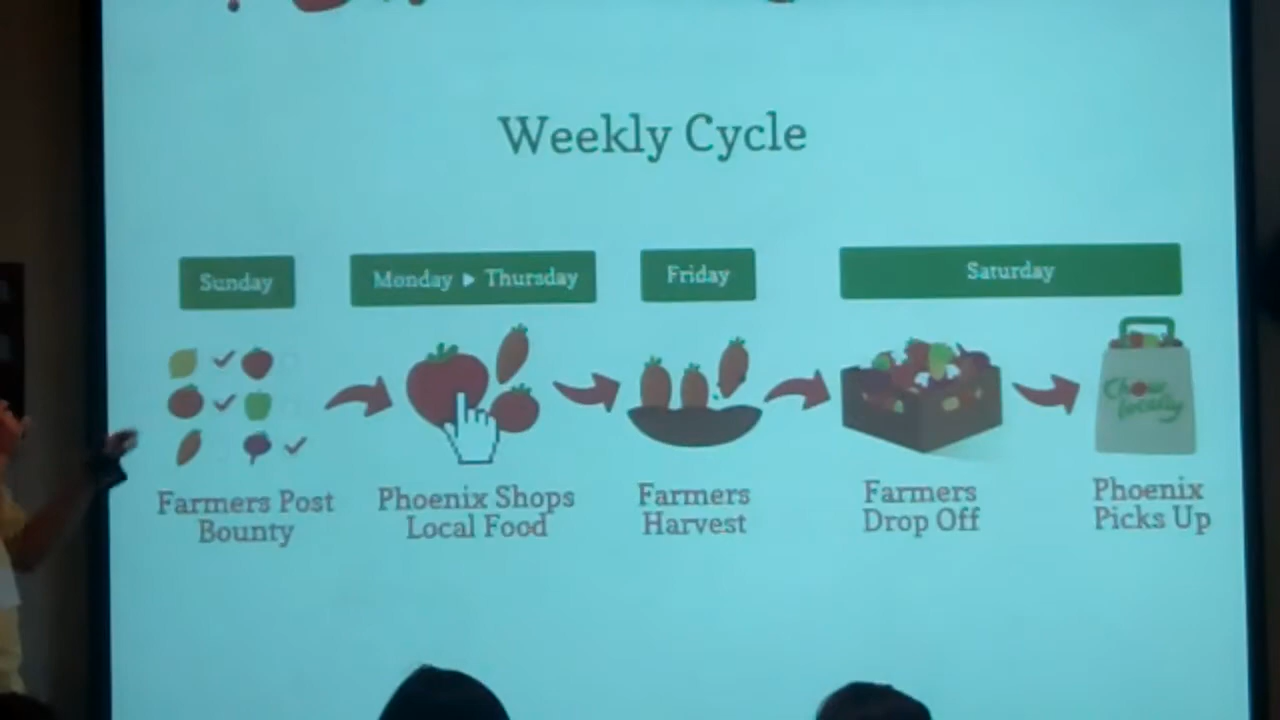 Weekly Cycle
Sunday
Monday ▸ Thursday
Friday
Saturday
Farmers Post
Bounty
Phoenix Shops
Local Food
Farmers
Harvest
Farmers
Drop Off
Chow
locally
Phoenix
Picks Up